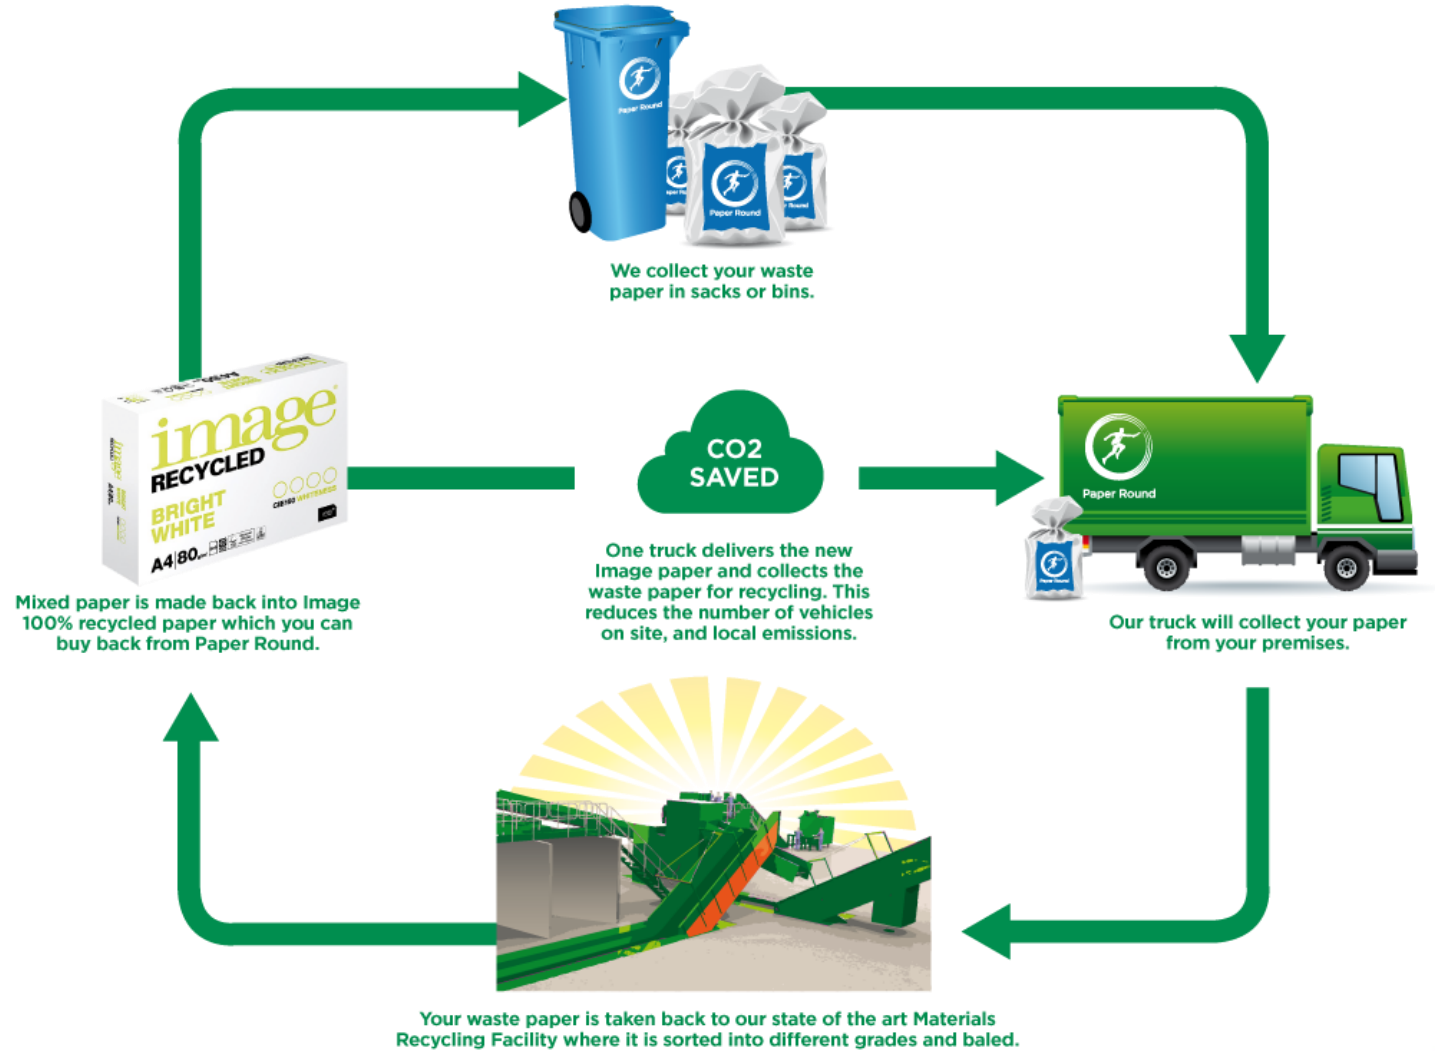 Paper Round
Paper Round
Round
We collect your waste
paper in sacks or bins.
image
RECYCLED
BRIGHT
WHITE
CIE160 WHITENESS
A4 80
Mixed paper is made back into Image
100% recycled paper which you can
buy back from Paper Round.
CO2
SAVED
One truck delivers the new
Image paper and collects the
waste paper for recycling. This
reduces the number of vehicles
on site, and local emissions.
Paper Round
Paper Round
Our truck will collect your paper
from your premises.
Your waste paper is taken back to our state of the art Materials
Recycling Facility where it is sorted into different grades and baled.